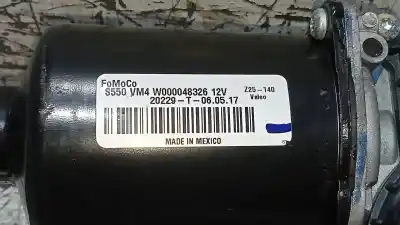 FoMoCo
S550 VM4 W000048326 12V
Z25-140
20229-T-06.05.17
Valeo
MADE IN MEXICO